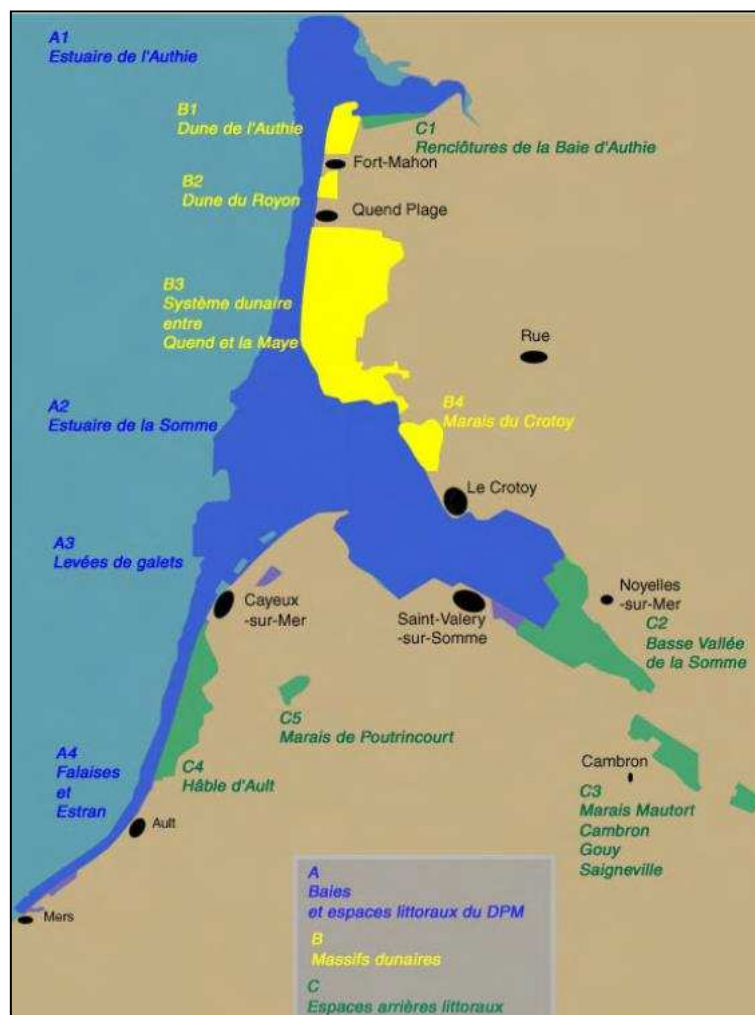 A1
Estuaire de l'Authie
B1
Dune de l'Authie
C1
Renclôtures de la Baie d'Authie
Fort-Mahon
B2
Dune du Royon
Quend Plage
B3
Système dunaire
entre
Quend et la Maye
Rue
A2
Estuaire de la Somme
B4
Marais du Crotoy
Le Crotoy
A3
Levées de galets
Cayeux
-sur-Mer
Saint-Valery
-sur-Somme
Noyelles
-sur-Mer
C2
Basse Vallée
de la Somme
C5
Marais de Poutrincourt
A4
Falaises
et
Estran
C4
Hâble d'Ault
Cambron
C3
Marais Mautort
Cambron
Gouy
Saigneville
Ault
Mers
A
Baies
et espaces littoraux du DPM
B
Massifs dunaires
C
Espaces arrières littoraux